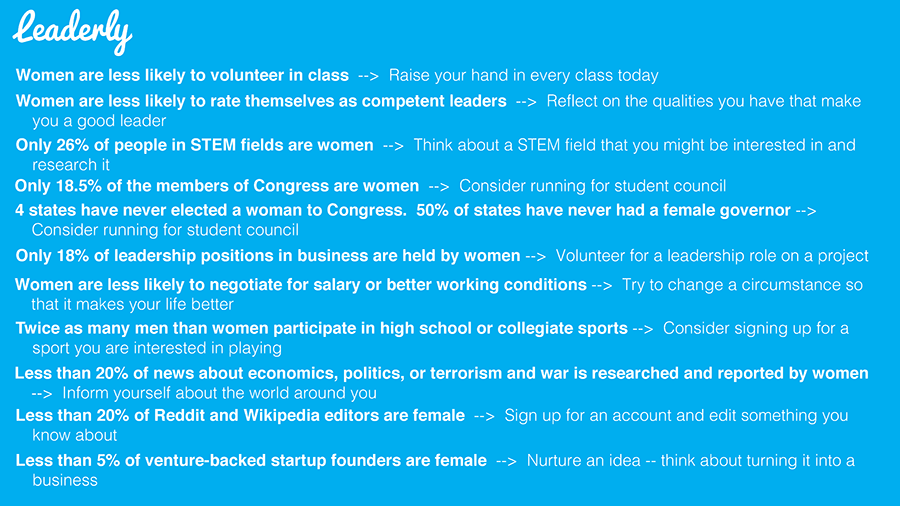 Leaderly
Women are less likely to volunteer in class --> Raise your hand in every class today
Women are less likely to rate themselves as competent leaders --> Reflect on the qualities you have that make
you a good leader
Only 26% of people in STEM fields are women --> Think about a STEM field that you might be interested in and
research it
Only 18.5% of the members of Congress are women --> Consider running for student council
4 states have never elected a woman to Congress. 50% of states have never had a female governor -->
Consider running for student council
Only 18% of leadership positions in business are held by women --> Volunteer for a leadership role on a project
Women are less likely to negotiate for salary or better working conditions --> Try to change a circumstance so
that it makes your life better
Twice as many men than women participate in high school or collegiate sports --> Consider signing up for a
sport you are interested in playing
Less than 20% of news about economics, politics, or terrorism and war is researched and reported by women
--> Inform yourself about the world around you
Less than 20% of Reddit and Wikipedia editors are female --> Sign up for an account and edit something you
know about
Less than 5% of venture-backed startup founders are female --> Nurture an idea -- think about turning it into a
business